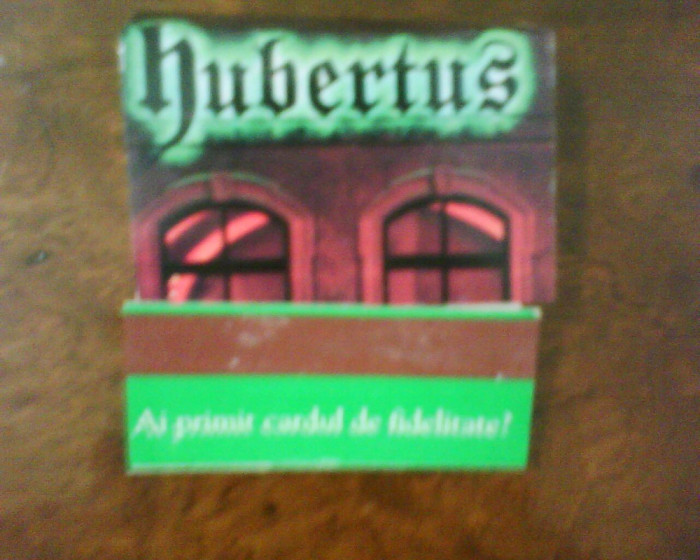 Hubertus
Ai primit cardul de fidelitate?